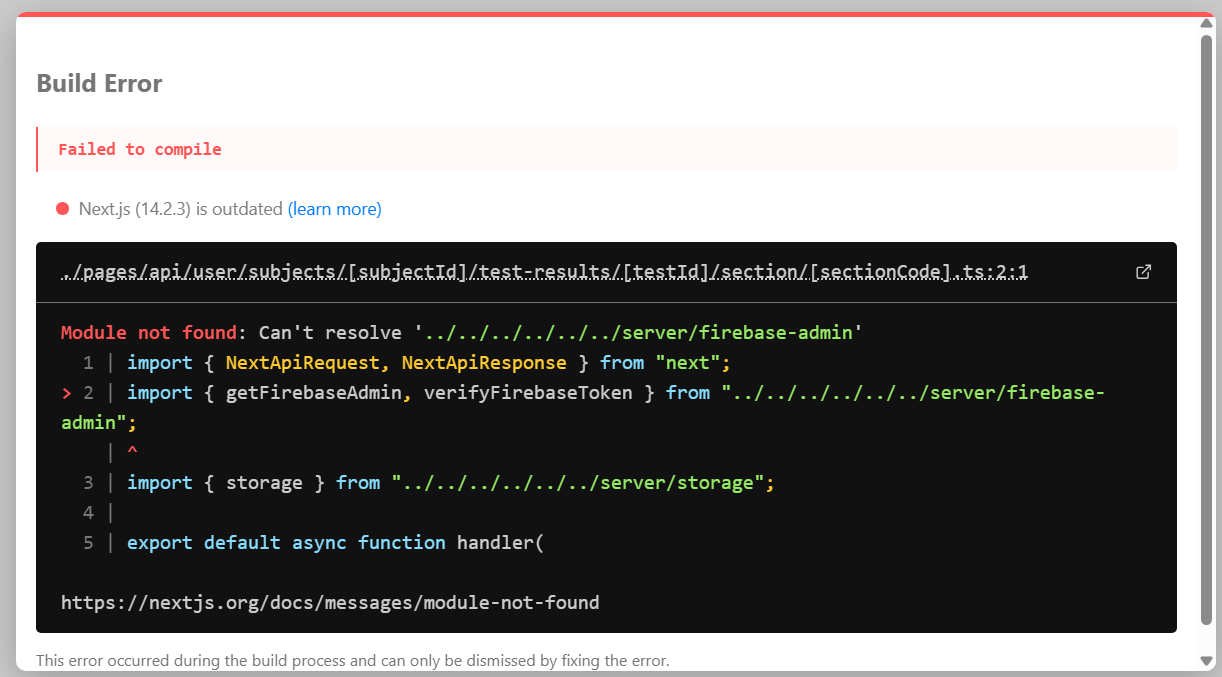 Build Error
Failed to compile
Next.js (14.2.3) is outdated (learn more)
./pages/api/user/subjects/[subjectId]/test-results/[testId]/section/[sectionCode].ts:2:1
Module not found: Can't resolve '../../../../../../server/firebase-admin'
1 | import { NextApiRequest, NextApiResponse } from "next";
> 2 | import { getFirebaseAdmin, verifyFirebaseToken } from "../../../../../../server/firebase-
admin";
| ^
3 | import { storage } from "../../../../../../server/storage";
4 |
5 | export default async function handler(
https://nextjs.org/docs/messages/module-not-found
This error occurred during the build process and can only be dismissed by fixing the error.